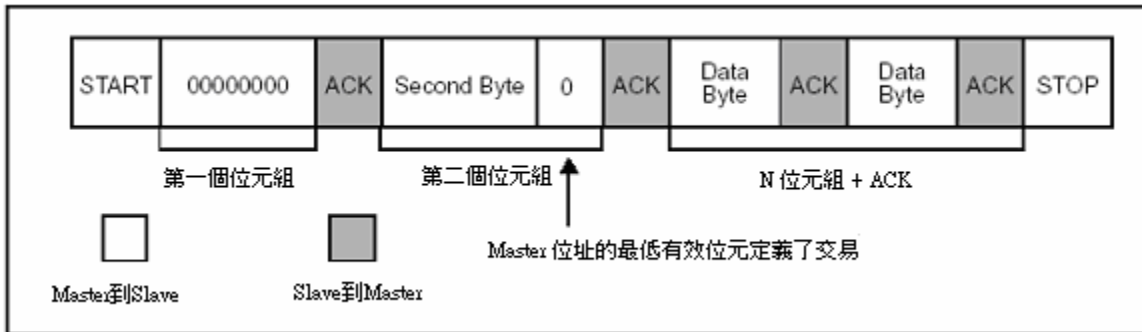 START 00000000 ACK Second Byte 0 ACK Data Byte ACK Data Byte ACK STOP
第一個位元組 第二個位元組 N 位元組 + ACK
Master 位址的最低有效位元定義了交易
Master到Slave Slave到Master